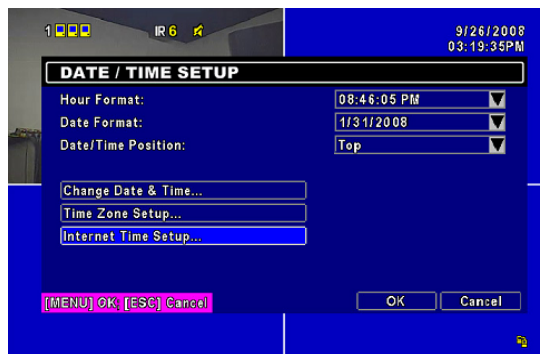 1 IR 6 9/26/2008
03:19:35PM
DATE / TIME SETUP
Hour Format: 08:46:05 PM
Date Format: 1/31/2008
Date/Time Position: Top
Change Date & Time...
Time Zone Setup...
Internet Time Setup...
[MENU] OK; [ESC] Cancel OK Cancel